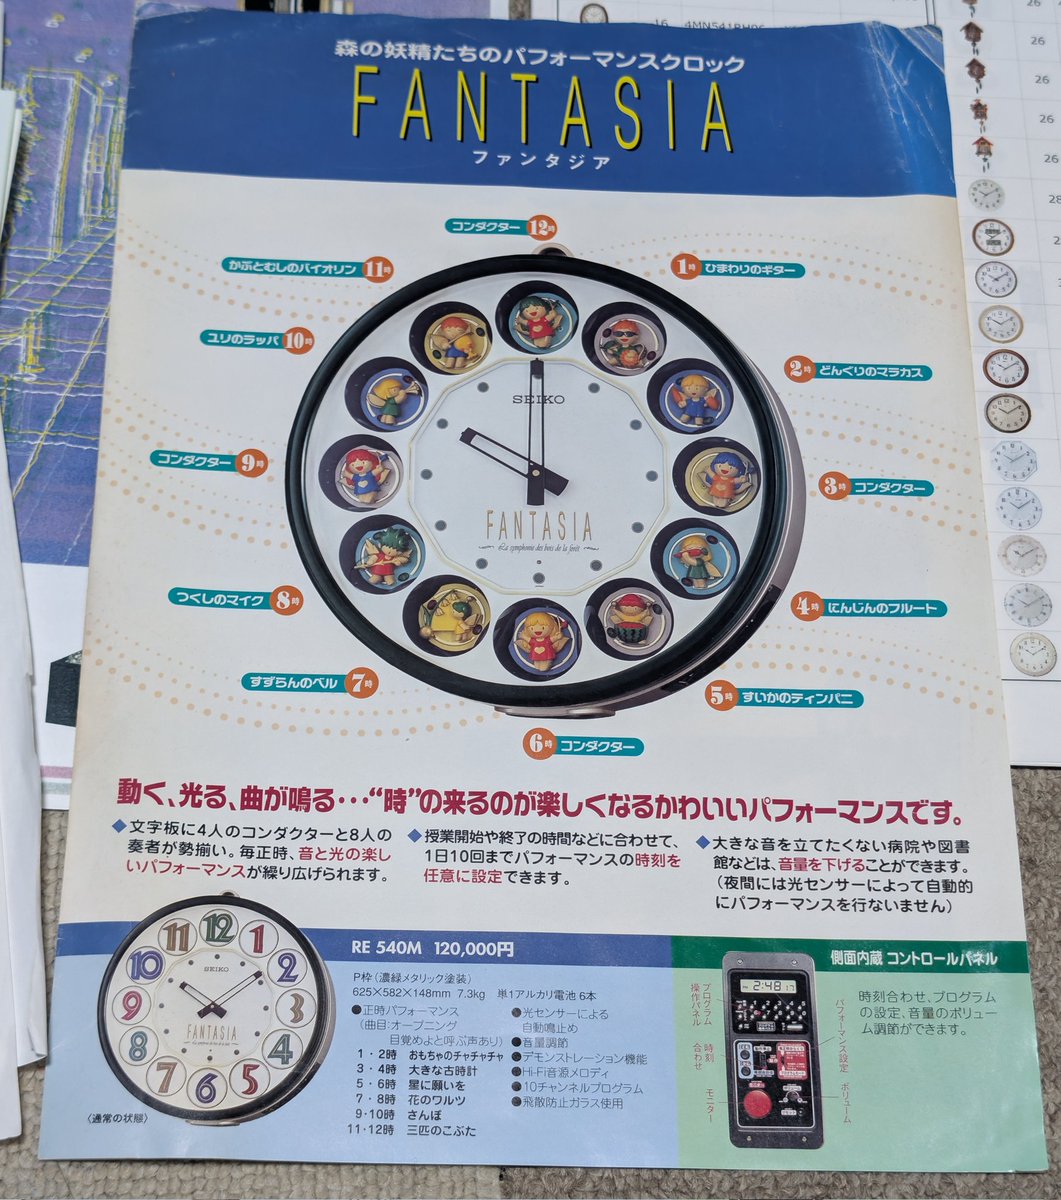 森の妖精たちのパフォーマンスクロック
FANTASIA
ファンタジア
コンダクター 12時
かぶとむしのバイオリン 11時
1時 ひまわりのギター
ユリのラッパ 10時
2時 どんぐりのマラカス
コンダクター 9時
3時 コンダクター
つくしのマイク 8時
4時 にんじんのフルート
すずらんのベル 7時
5時 すいかのティンパニ
6時 コンダクター
SEIKO
FANTASIA
La symphonie des bois de la forêt
動く、光る、曲が鳴る・・・“時”の来るのが楽しくなるかわいいパフォーマンスです。
◆文字板に4人のコンダクターと8人の
奏者が勢揃い。毎正時、音と光の楽し
いパフォーマンスが繰り広げられます。
◆授業開始や終了の時間などに合わせて、
1日10回までパフォーマンスの時刻を
任意に設定できます。
◆大きな音を立てたくない病院や図書
館などは、音量を下げることができます。
(夜間には光センサーによって自動的
にパフォーマンスを行ないません)
12
1
2
3
4
5
6
7
8
9
10
11
SEIKO
FANTASIA
〈通常の状態〉
RE 540M 120,000円
P枠(濃緑メタリック塗装)
625×582×148mm 7.3kg 単1アルカリ電池 6本
●正時パフォーマンス
(曲目:オープニング
目覚めよと呼ぶ声あり)
1・2時 おもちゃのチャチャチャ
3・4時 大きな古時計
5・6時 星に願いを
7・8時 花のワルツ
9・10時 さんぽ
11・12時 三匹のこぶた
●光センサーによる
自動鳴止め
●音量調節
●デモンストレーション機能
●Hi-Fi音源メロディ
●10チャンネルプログラム
●飛散防止ガラス使用
側面内蔵 コントロールパネル
プログラム
操作パネル
時刻
合わせ
モニター
2:48
パフォーマンス設定
ボリューム
時刻合わせ、プログラム
の設定、音量のボリュー
ム調節ができます。
16
26
26
26
26
28